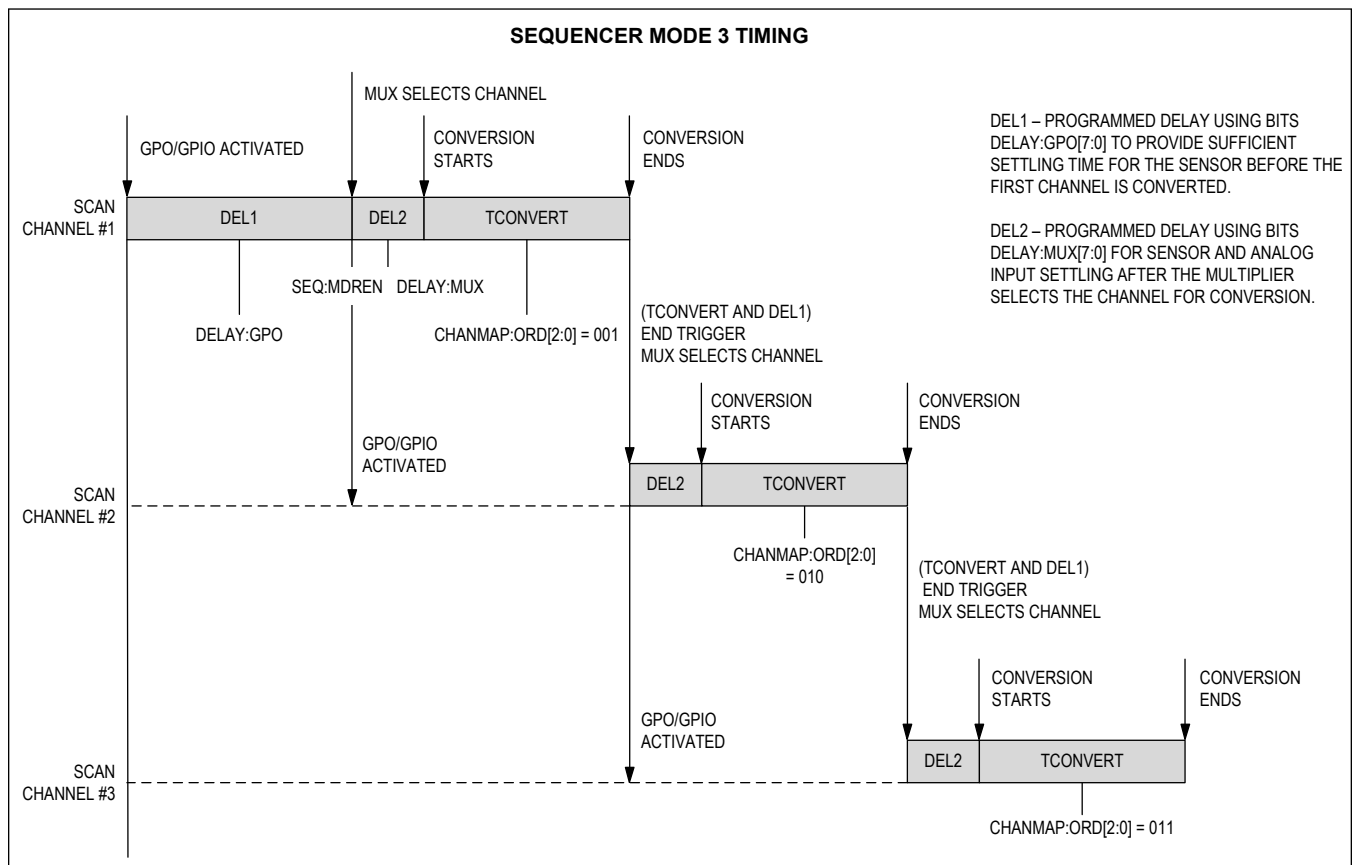 SEQUENCER MODE 3 TIMING
MUX SELECTS CHANNEL
GPO/GPIO ACTIVATED
CONVERSION
STARTS
CONVERSION
ENDS
DEL1 – PROGRAMMED DELAY USING BITS
DELAY:GPO[7:0] TO PROVIDE SUFFICIENT
SETTLING TIME FOR THE SENSOR BEFORE THE
FIRST CHANNEL IS CONVERTED.
DEL2 – PROGRAMMED DELAY USING BITS
DELAY:MUX[7:0] FOR SENSOR AND ANALOG
INPUT SETTLING AFTER THE MULTIPLIER
SELECTS THE CHANNEL FOR CONVERSION.
SCAN
CHANNEL #1
DEL1
DEL2
TCONVERT
SEQ:MDREN
DELAY:MUX
DELAY:GPO
CHANMAP:ORD[2:0] = 001
(TCONVERT AND DEL1)
END TRIGGER
MUX SELECTS CHANNEL
CONVERSION
STARTS
CONVERSION
ENDS
GPO/GPIO
ACTIVATED
SCAN
CHANNEL #2
DEL2
TCONVERT
CHANMAP:ORD[2:0]
= 010
(TCONVERT AND DEL1)
END TRIGGER
MUX SELECTS CHANNEL
CONVERSION
STARTS
CONVERSION
ENDS
GPO/GPIO
ACTIVATED
SCAN
CHANNEL #3
DEL2
TCONVERT
CHANMAP:ORD[2:0] = 011